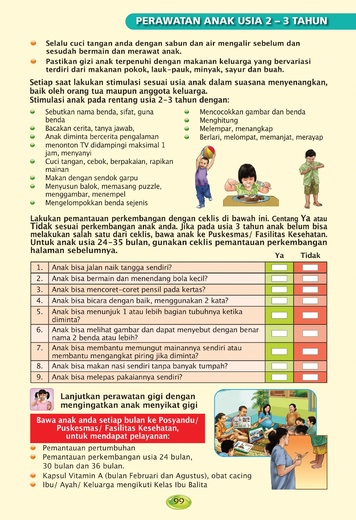 PERAWATAN ANAK USIA 2 – 3 TAHUN
Selalu cuci tangan anda dengan sabun dan air mengalir sebelum dan
sesudah bermain dan merawat anak.
Pastikan gizi anak terpenuhi dengan makanan keluarga yang bervariasi
terdiri dari makanan pokok, lauk-pauk, minyak, sayur dan buah.
Setiap saat lakukan stimulasi sesuai usia anak dalam suasana menyenangkan,
baik oleh orang tua maupun anggota keluarga.
Stimulasi anak pada rentang usia 2-3 tahun dengan:
Sebutkan nama benda, sifat, guna
benda
Bacakan cerita, tanya jawab,
Anak diminta bercerita pengalaman
menonton TV didampingi maksimal 1
jam, menyanyi
Cuci tangan, cebok, berpakaian, rapikan
mainan
Makan dengan sendok garpu
Menyusun balok, memasang puzzle,
menggambar, menempel
Mengelompokkan benda sejenis
Mencocokkan gambar dan benda
Menghitung
Melempar, menangkap
Berlari, melompat, memanjat, merayap
Lakukan pemantauan perkembangan dengan ceklis di bawah ini. Centang Ya atau
Tidak sesuai perkembangan anak anda. Jika pada usia 3 tahun anak belum bisa
melakukan salah satu dari ceklis, bawa anak ke Puskesmas/ Fasilitas Kesehatan.
Untuk anak usia 24-35 bulan, gunakan ceklis pemantauan perkembangan
halaman sebelumnya.
Ya Tidak
1. Anak bisa jalan naik tangga sendiri?
2. Anak bisa bermain dan menendang bola kecil?
3. Anak bisa mencoret-coret pensil pada kertas?
4. Anak bisa bicara dengan baik, menggunakan 2 kata?
5. Anak bisa menunjuk 1 atau lebih bagian tubuhnya ketika
diminta?
6. Anak bisa melihat gambar dan dapat menyebut dengan benar
nama 2 benda atau lebih?
7. Anak bisa membantu memungut mainannya sendiri atau
membantu mengangkat piring jika diminta?
8. Anak bisa makan nasi sendiri tanpa banyak tumpah?
9. Anak bisa melepas pakaiannya sendiri?
Lanjutkan perawatan gigi dengan
mengingatkan anak menyikat gigi
Bawa anak anda setiap bulan ke Posyandu/
Puskesmas/ Fasilitas Kesehatan,
untuk mendapat pelayanan:
Pemantauan pertumbuhan
Pemantauan perkembangan usia 24 bulan,
30 bulan dan 36 bulan.
Kapsul Vitamin A (bulan Februari dan Agustus), obat cacing
Ibu/ Ayah/ Keluarga mengikuti Kelas Ibu Balita
99